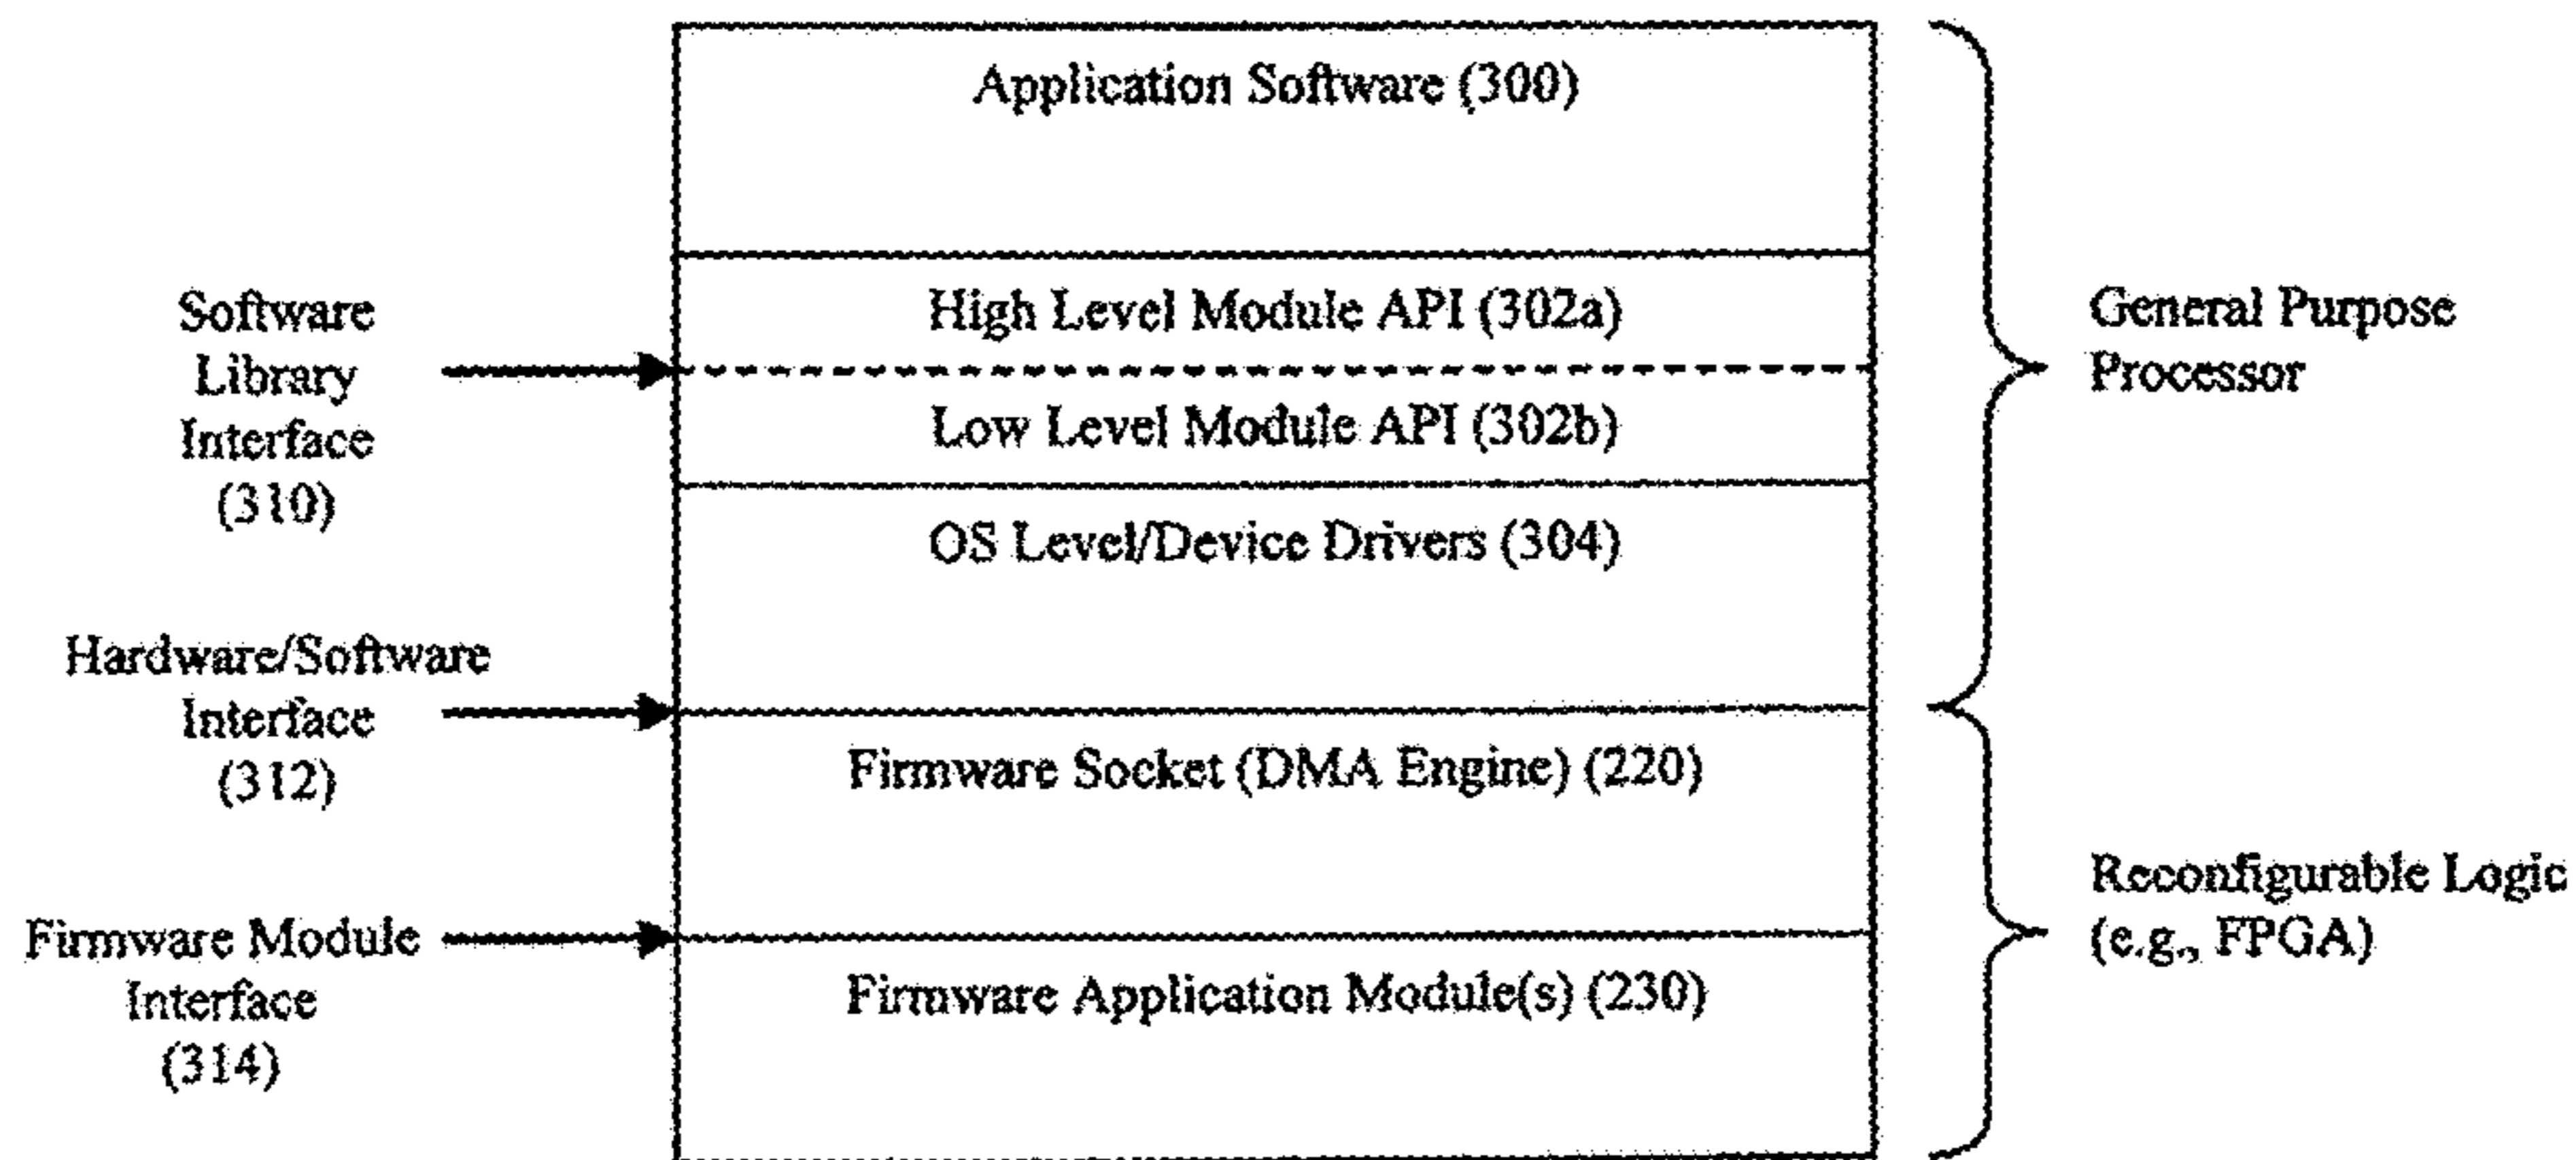 Application Software (300)
Software
Library
Interface
(310)
High Level Module API (302a)
Low Level Module API (302b)
General Purpose
Processor
OS Level/Device Drivers (304)
Hardware/Software
Interface
(312)
Firmware Socket (DMA Engine) (220)
Reconfigurable Logic
(e.g., FPGA)
Firmware Module
Interface
(314)
Firmware Application Module(s) (230)